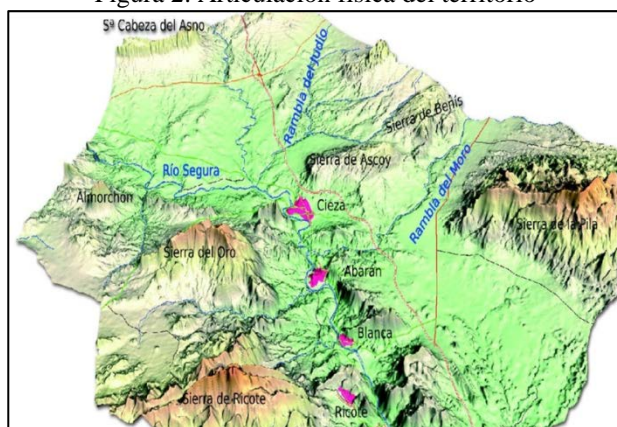 Figura 2. Articulación física del territorio
Sª Cabeza del Asno
Rambla del Judío
Sierra de Benís
Sierra de Ascoy
Río Segura
Rambla del Moro
Almorchón
Cieza
Sierra de la Pila
Sierra del Oro
Abarán
Blanca
Sierra de Ricote
Ricote